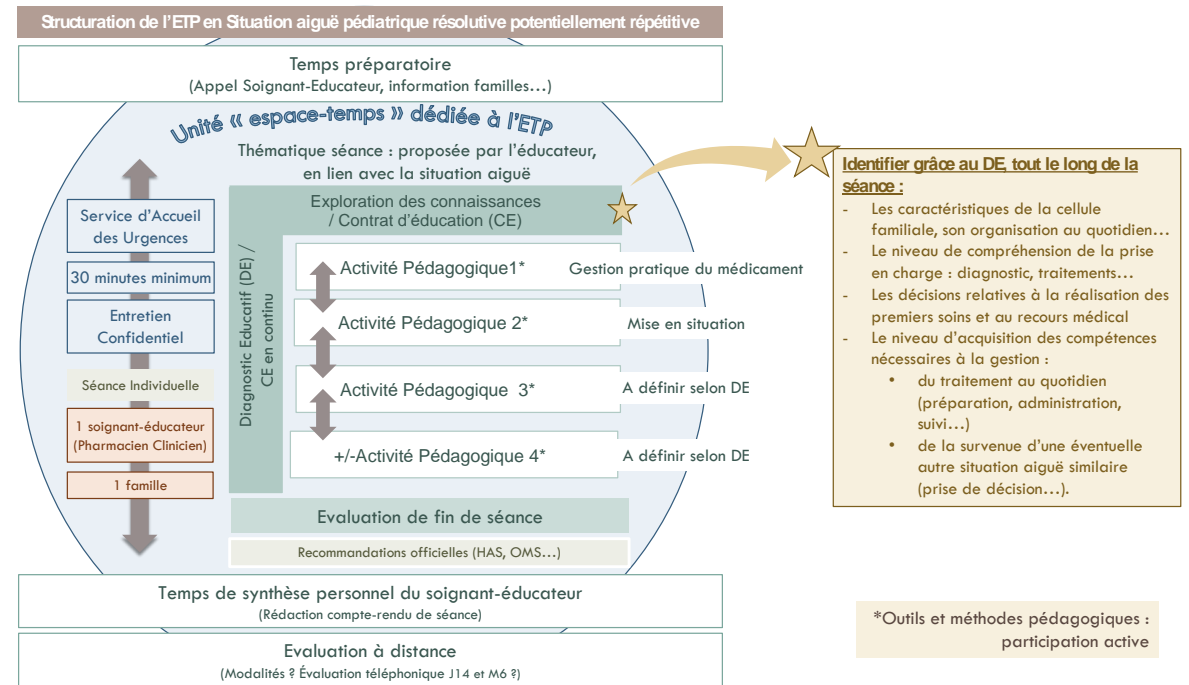 Structuration de l'ETP en Situation aiguë pédiatrique résolutive potentiellement répétitive
Temps préparatoire
(Appel Soignant-Educateur, information familles…)
Unité « espace-temps » dédiée à l'ETP
Thématique séance : proposée par l'éducateur,
en lien avec la situation aiguë
Service d'Accueil
des Urgences
30 minutes minimum
Entretien
Confidentiel
Séance Individuelle
1 soignant-éducateur
(Pharmacien Clinicien)
1 famille
Diagnostic Educatif (DE) /
CE en continu
Exploration des connaissances
/ Contrat d'éducation (CE)
Activité Pédagogique1*
Gestion pratique du médicament
Activité Pédagogique 2*
Mise en situation
Activité Pédagogique 3*
A définir selon DE
+/-Activité Pédagogique 4*
A définir selon DE
Evaluation de fin de séance
Recommandations officielles (HAS, OMS…)
Temps de synthèse personnel du soignant-éducateur
(Rédaction compte-rendu de séance)
Evaluation à distance
(Modalités ? Évaluation téléphonique J14 et M6 ?)
Identifier grâce au DE, tout le long de la
séance :
- Les caractéristiques de la cellule
familiale, son organisation au quotidien…
- Le niveau de compréhension de la prise
en charge : diagnostic, traitements…
- Les décisions relatives à la réalisation des
premiers soins et au recours médical
- Le niveau d'acquisition des compétences
nécessaires à la gestion :
• du traitement au quotidien
(préparation, administration,
suivi…)
• de la survenue d'une éventuelle
autre situation aiguë similaire
(prise de décision…).
*Outils et méthodes pédagogiques :
participation active